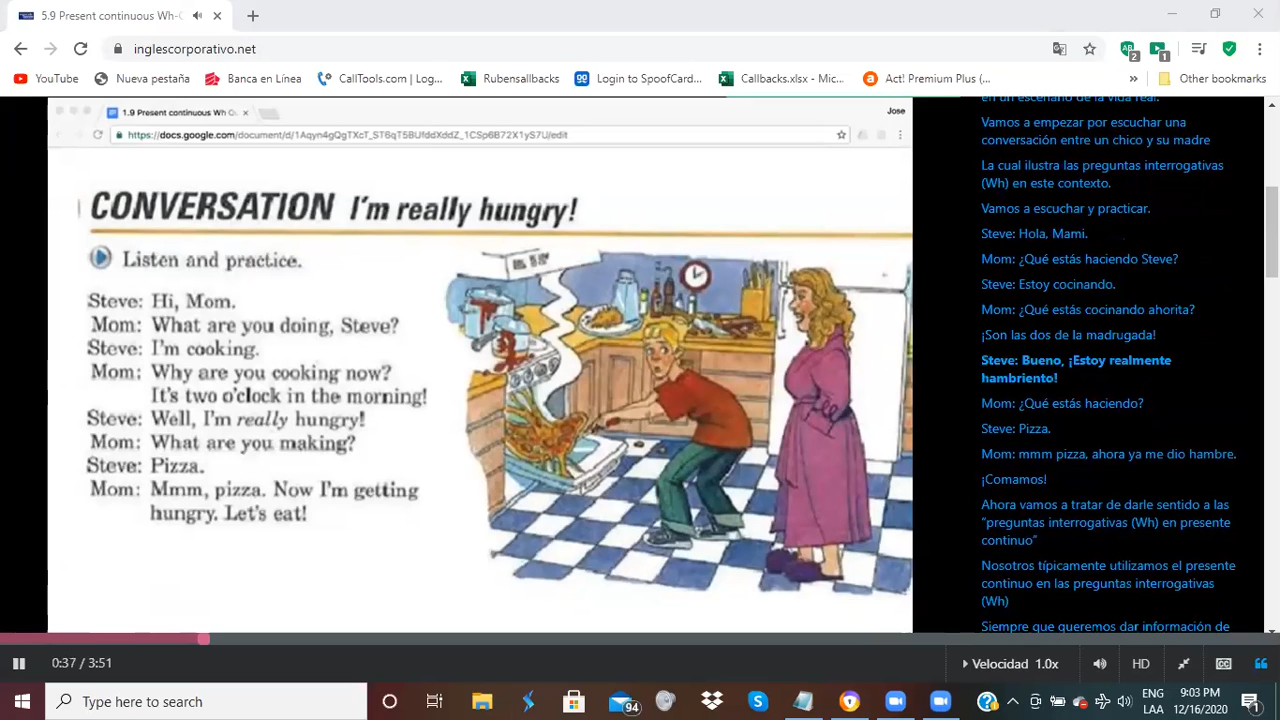 5.9 Present continuous Wh-Q
inglescorporativo.net
2
1
YouTube
Nueva pestaña
Banca en Línea
CallTools.com | Log...
Rubensallbacks
Login to SpoofCard...
Callbacks.xlsx - Mic...
Act! Premium Plus (...
»
Other bookmarks
1.9 Present continuous Wh Qu
Jose
https://docs.google.com/document/d/1Aqyn4gQgTXcT_ST6qT5BUfddXddZ_1CSp6B72X1yS7U/edit
CONVERSATION I'm really hungry!
Listen and practice.
Steve: Hi, Mom.
Mom: What are you doing, Steve?
Steve: I'm cooking.
Mom: Why are you cooking now?
It's two o'clock in the morning!
Steve: Well, I'm really hungry!
Mom: What are you making?
Steve: Pizza.
Mom: Mmm, pizza. Now I'm getting
hungry. Let's eat!
en un escenario de la vida real.
Vamos a empezar por escuchar una
conversación entre un chico y su madre
La cual ilustra las preguntas interrogativas
(Wh) en este contexto.
Vamos a escuchar y practicar.
Steve: Hola, Mami.
Mom: ¿Qué estás haciendo Steve?
Steve: Estoy cocinando.
Mom: ¿Qué estás cocinando ahorita?
¡Son las dos de la madrugada!
Steve: Bueno, ¡Estoy realmente
hambriento!
Mom: ¿Qué estás haciendo?
Steve: Pizza.
Mom: mmm pizza, ahora ya me dio hambre.
¡Comamos!
Ahora vamos a tratar de darle sentido a las
“preguntas interrogativas (Wh) en presente
continuo”
Nosotros típicamente utilizamos el presente
continuo en las preguntas interrogativas
(Wh)
Siempre que queremos dar información de
0:37 / 3:51
Velocidad 1.0x
HD
Type here to search
94
ENG
LAA
9:03 PM
12/16/2020
1